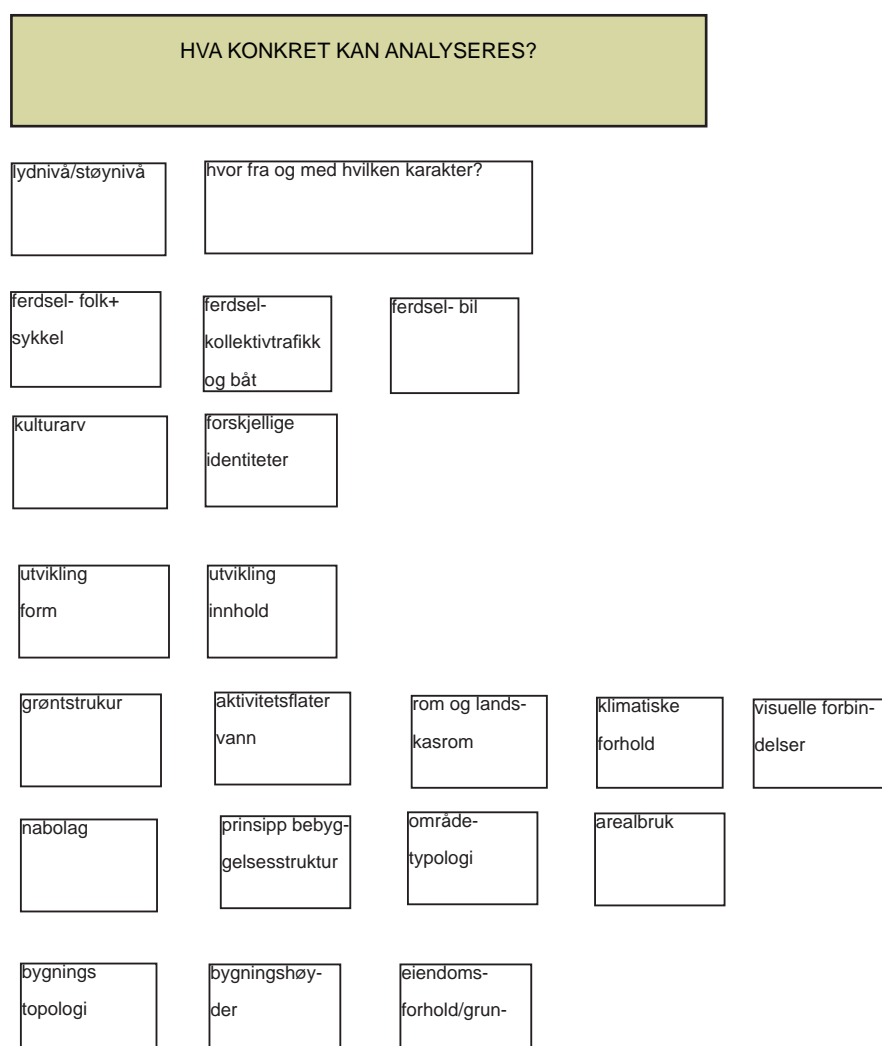 HVA KONKRET KAN ANALYSERES?
lydnivå/støynivå
hvor fra og med hvilken karakter?
ferdsel- folk+
sykkel
ferdsel-
kollektivtrafikk
og båt
ferdsel- bil
kulturarv
forskjellige
identiteter
utvikling
form
utvikling
innhold
grøntstrukur
aktivitetsflater
vann
rom og lands-
kasrom
klimatiske
forhold
visuelle forbin-
delser
nabolag
prinsipp bebyg-
gelsesstruktur
område-
typologi
arealbruk
bygnings
topologi
bygningshøy-
der
eiendoms-
forhold/grun-